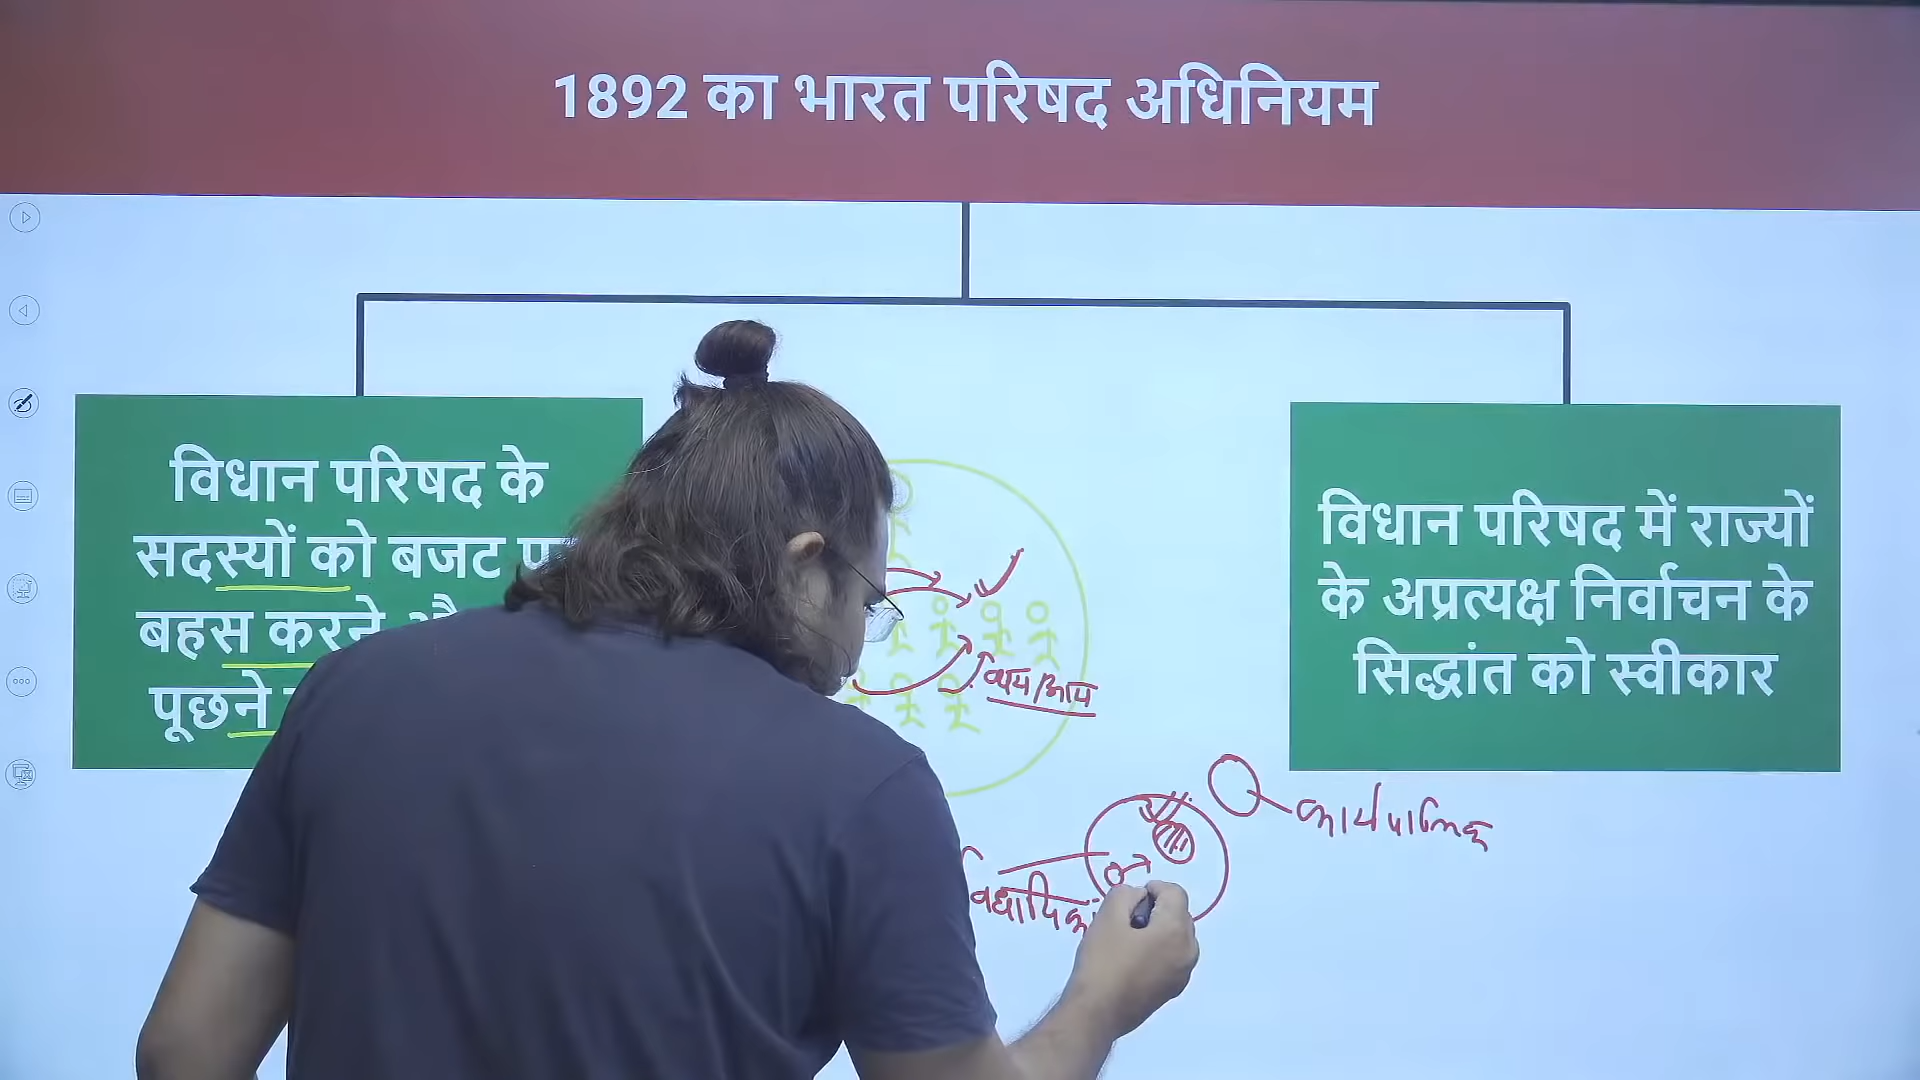 1892 का भारत परिषद अधिनियम
विधान परिषद के
सदस्यों को बजट
बहस करने
पूछने
व्यय/आय
विधान परिषद में राज्यों
के अप्रत्यक्ष निर्वाचन के
सिद्धांत को स्वीकार
कार्यपालिका
विधायिका